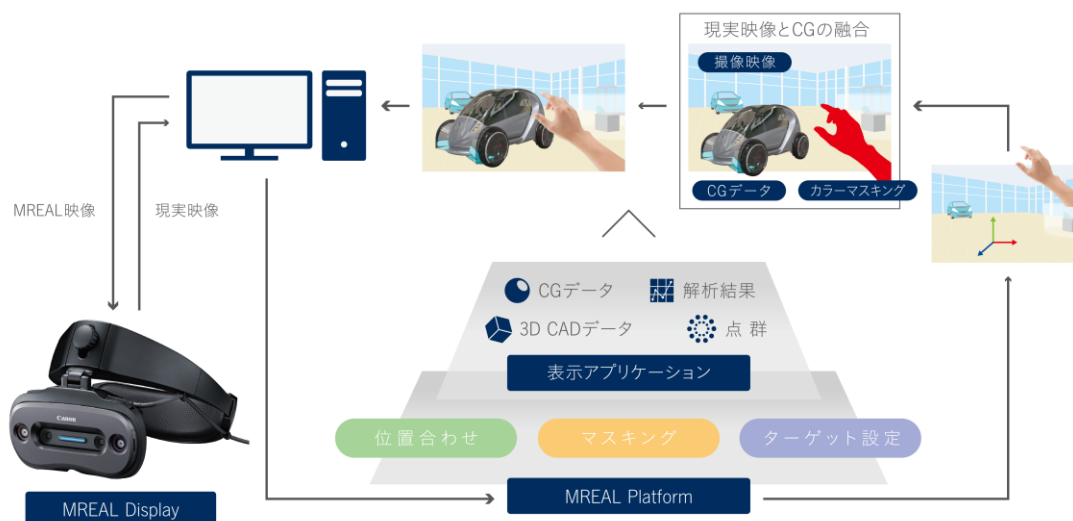 現実映像とCGの融合
撮像映像
CGデータ
カラーマスキング
MREAL映像
現実映像
CGデータ
解析結果
3D CADデータ
点群
表示アプリケーション
位置合わせ
マスキング
ターゲット設定
MREAL Platform
Canon
MREAL Display